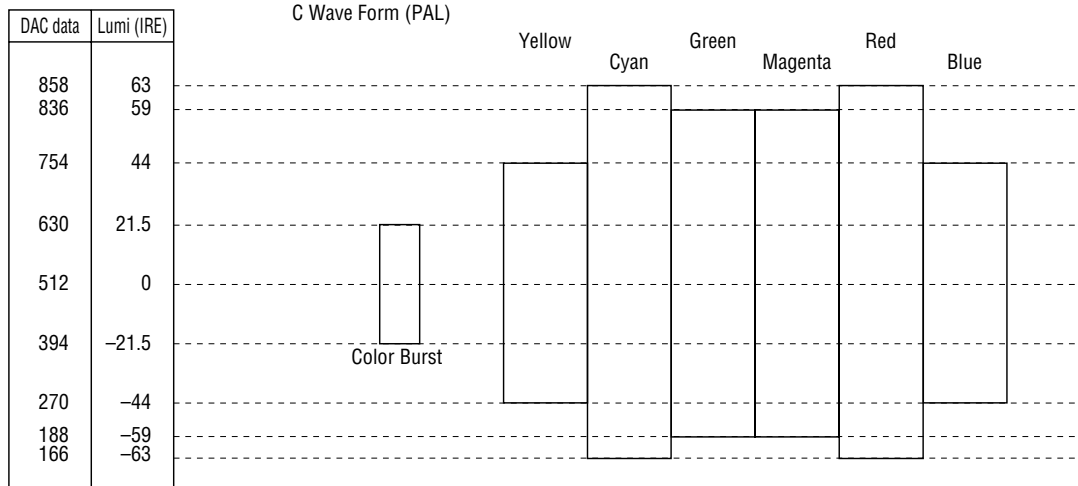 C Wave Form (PAL)
DAC data Lumi (IRE)
Yellow Green Red
Cyan Magenta Blue
858 63
836 59
754 44
630 21.5
512 0
394 –21.5
Color Burst
270 –44
188 –59
166 –63